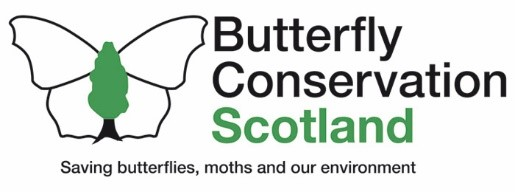 Butterfly
Conservation
Scotland
Saving butterflies, moths and our environment